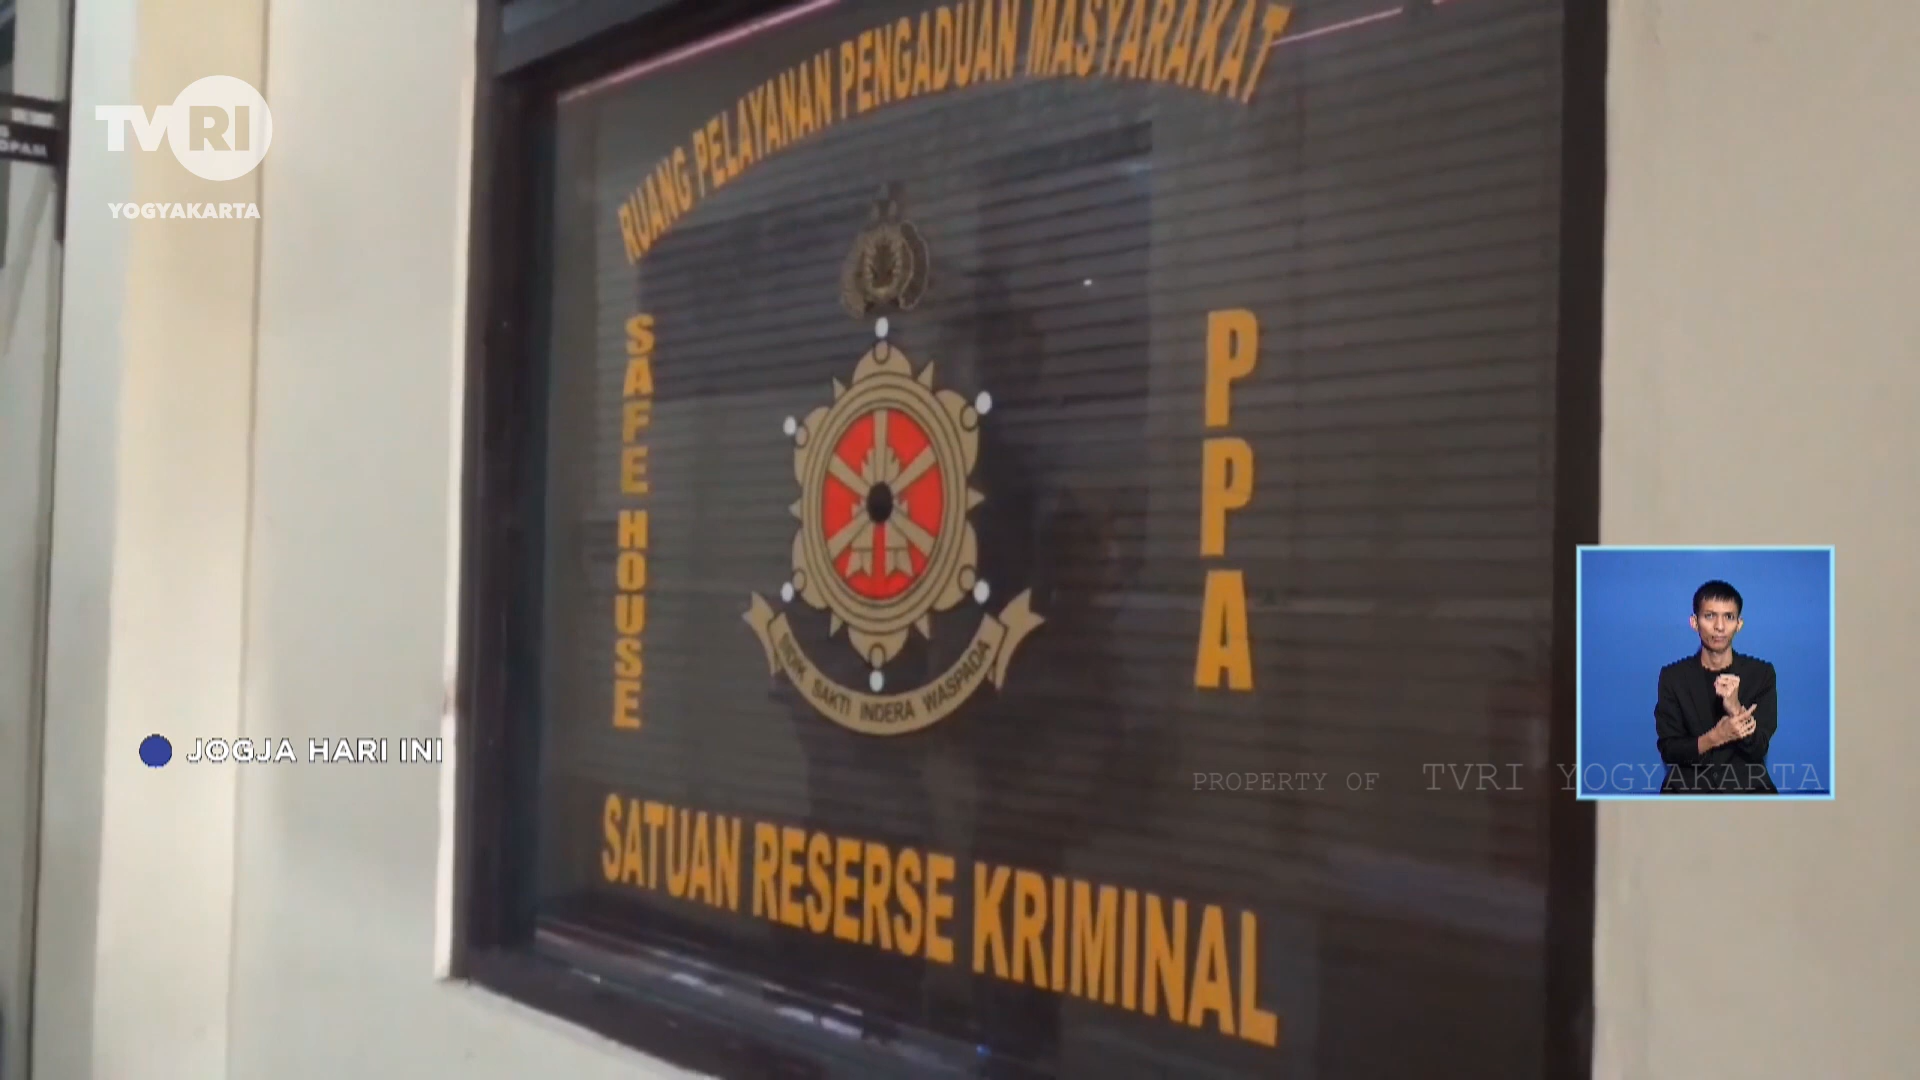 TVRI
YOGYAKARTA
OPAM
RUANG PELAYANAN PENGADUAN MASYARAKAT
SAFE HOUSE
PPA
SIDIK SAKTI INDERA WASPADA
SATUAN RESERSE KRIMINAL
JOGJA HARI INI
PROPERTY OF TVRI YOGYAKARTA